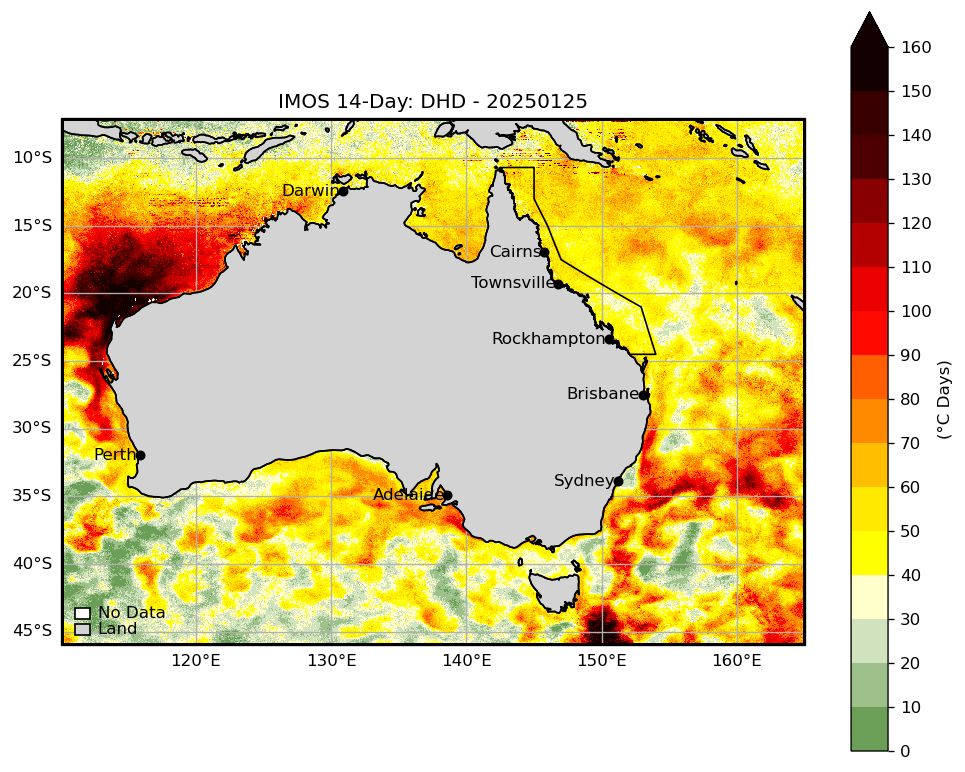 IMOS 14-Day: DHD - 20250125
10°S
15°S
20°S
25°S
30°S
35°S
40°S
45°S
Darwin
Cairns
Townsville
Rockhampton
Brisbane
Perth
Sydney
Adelaide
No Data
Land
120°E
130°E
140°E
150°E
160°E
160
150
140
130
120
110
100
90
80
70
60
50
40
30
20
10
0
(°C Days)